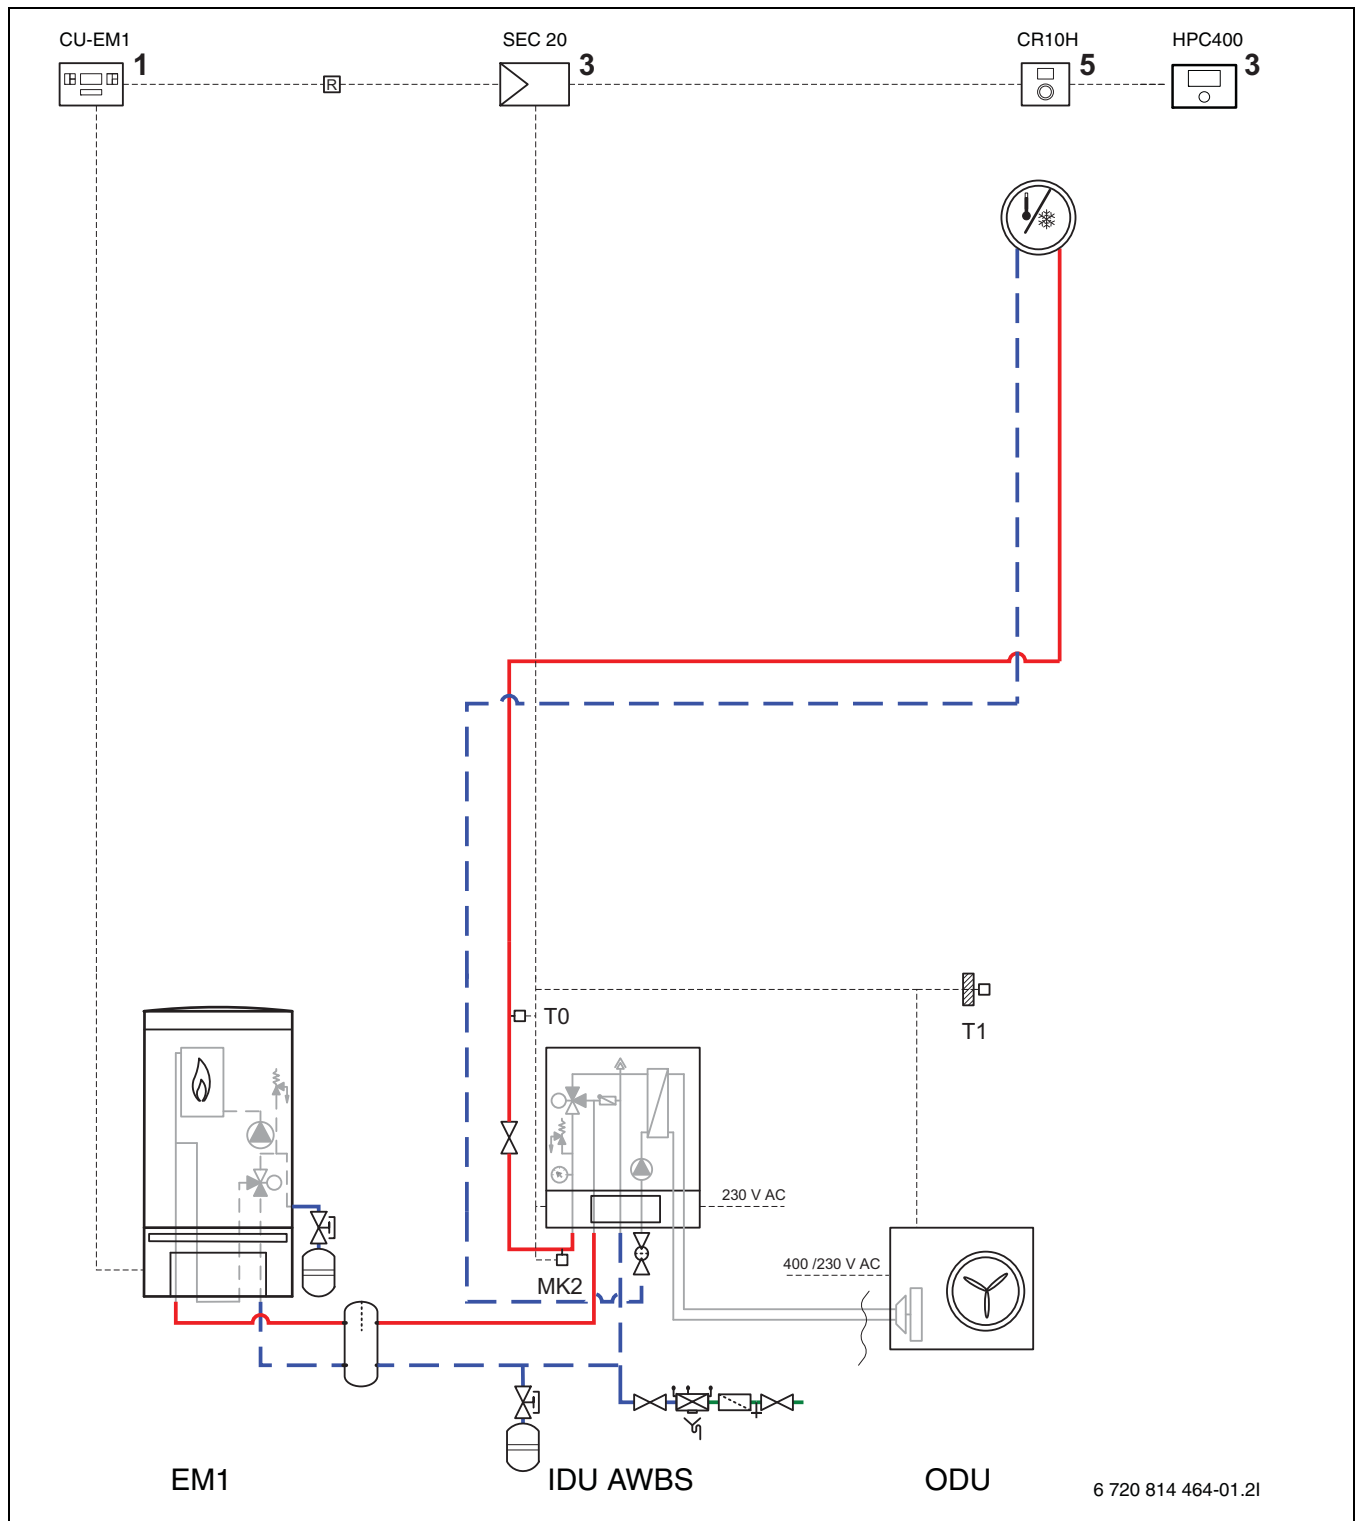 CU-EM1
SEC 20
CR10H
HPC400
1
3
5
3
R
T0
T1
230 V AC
400 /230 V AC
MK2
EM1
IDU AWBS
ODU
6 720 814 464-01.2I